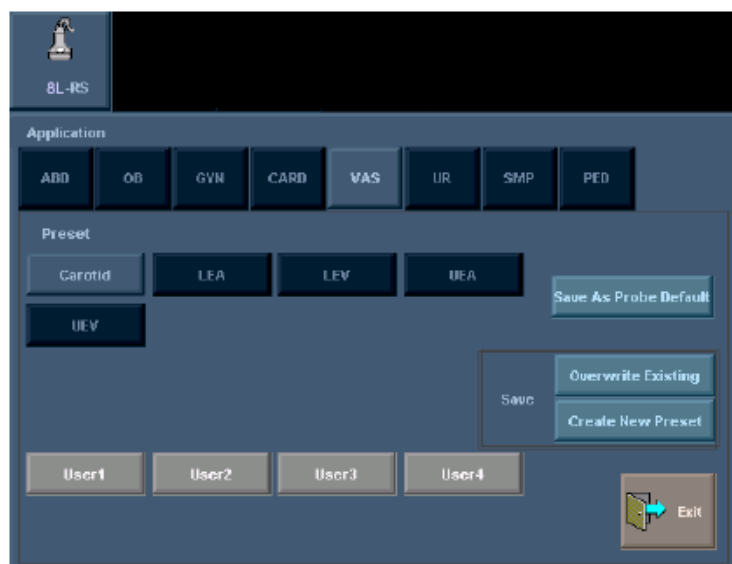 8L-RS
Application
ABD OB GYN CARD VAS UR SMP PED
Preset
Carotid LEA LEV UEA
Save As Probe Default
UEV
Overwrite Existing
Save
Create New Preset
User1 User2 User3 User4
Exit